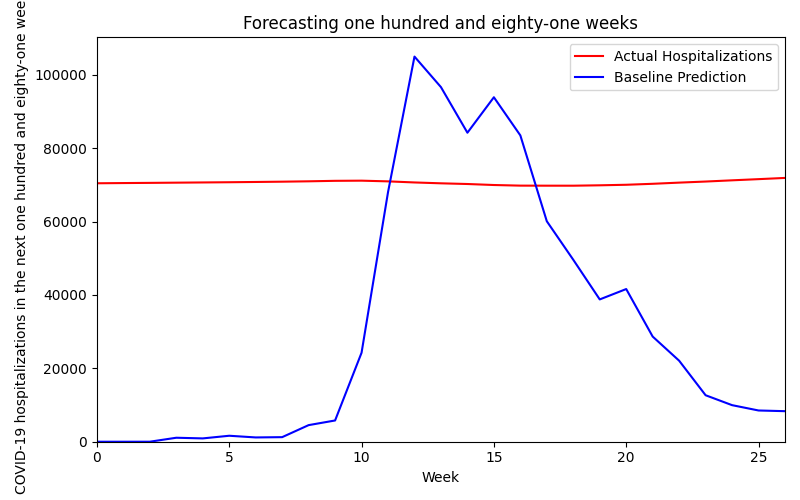 Forecasting one hundred and eighty-one weeks
COVID-19 hospitalizations in the next one hundred and eighty-one
100000
80000
60000
40000
20000
0
Actual Hospitalizations
Baseline Prediction
0 5 10 15 20 25
Week